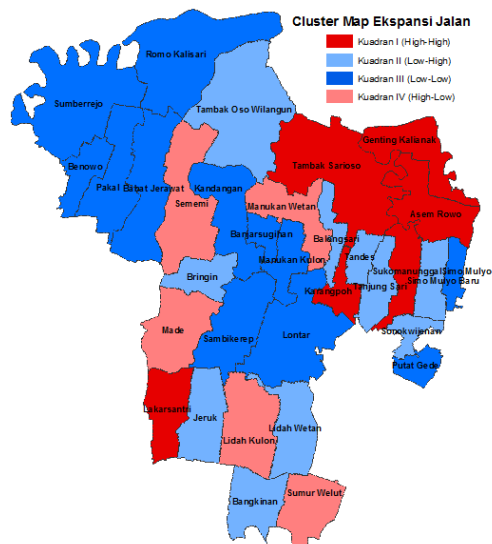 Cluster Map Ekspansi Jalan
Kuadran I (High-High)
Kuadran II (Low-High)
Kuadran III (Low-Low)
Kuadran IV (High-Low)
Romo Kalisari
Sumberrejo
Tambak Oso Wilangun
Genting Kalianak
Tambak Sarioso
Benowo
Pakal
Babat Jerawat
Kandangan
Sememi
Manukan Wetan
Asem Rowo
Banjarsugihan
Balongsari
Tandes
Manukan Kulon
Sukomanunggal
Simo Mulyo
Bringin
Karangpoh
Tanjung Sari
Simo Mulyo Baru
Made
Sambikerep
Lontar
Sonokwijenan
Putat Gede
Lakarsantri
Jeruk
Lidah Kulon
Lidah Wetan
Bangkinan
Sumur Welut